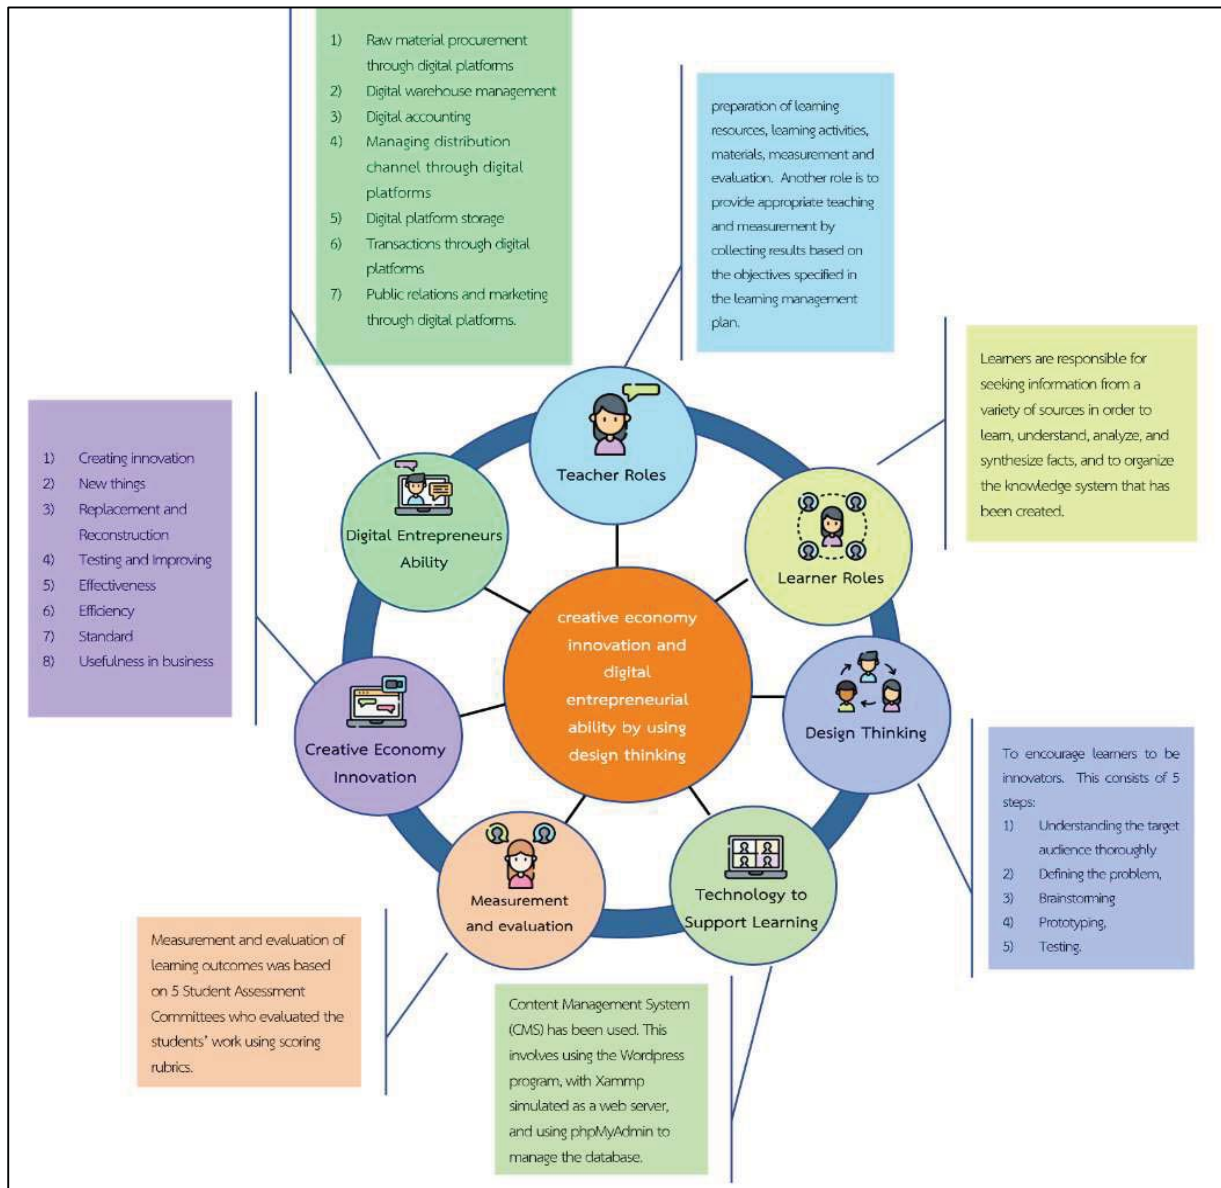 1) Raw material procurement
through digital platforms
2) Digital warehouse management
3) Digital accounting
4) Managing distribution
channel through digital
platforms
5) Digital platform storage
6) Transactions through digital
platforms
7) Public relations and marketing
through digital platforms.
preparation of learning
resources, learning activities,
materials, measurement and
evaluation. Another role is to
provide appropriate teaching
and measurement by
collecting results based on
the objectives specified in
the learning management
plan.
Learners are responsible for
seeking information from a
variety of sources in order to
learn, understand, analyze, and
synthesize facts, and to organize
the knowledge system that has
been created.
1) Creating innovation
2) New things
3) Replacement and
Reconstruction
4) Testing and Improving
5) Effectiveness
6) Efficiency
7) Standard
8) Usefulness in business
Teacher Roles
Digital Entrepreneurs
Ability
Learner Roles
creative economy
innovation and
digital
entrepreneurial
ability by using
design thinking
Design Thinking
Creative Economy
Innovation
Measurement
and evaluation
Technology to
Support Learning
To encourage learners to be
innovators. This consists of 5
steps:
1) Understanding the target
audience thoroughly
2) Defining the problem,
3) Brainstorming
4) Prototyping,
5) Testing.
Measurement and evaluation of
learning outcomes was based
on 5 Student Assessment
Committees who evaluated the
students' work using scoring
rubrics.
Content Management System
(CMS) has been used. This
involves using the Wordpress
program, with Xammp
simulated as a web server,
and using phpMyAdmin to
manage the database.